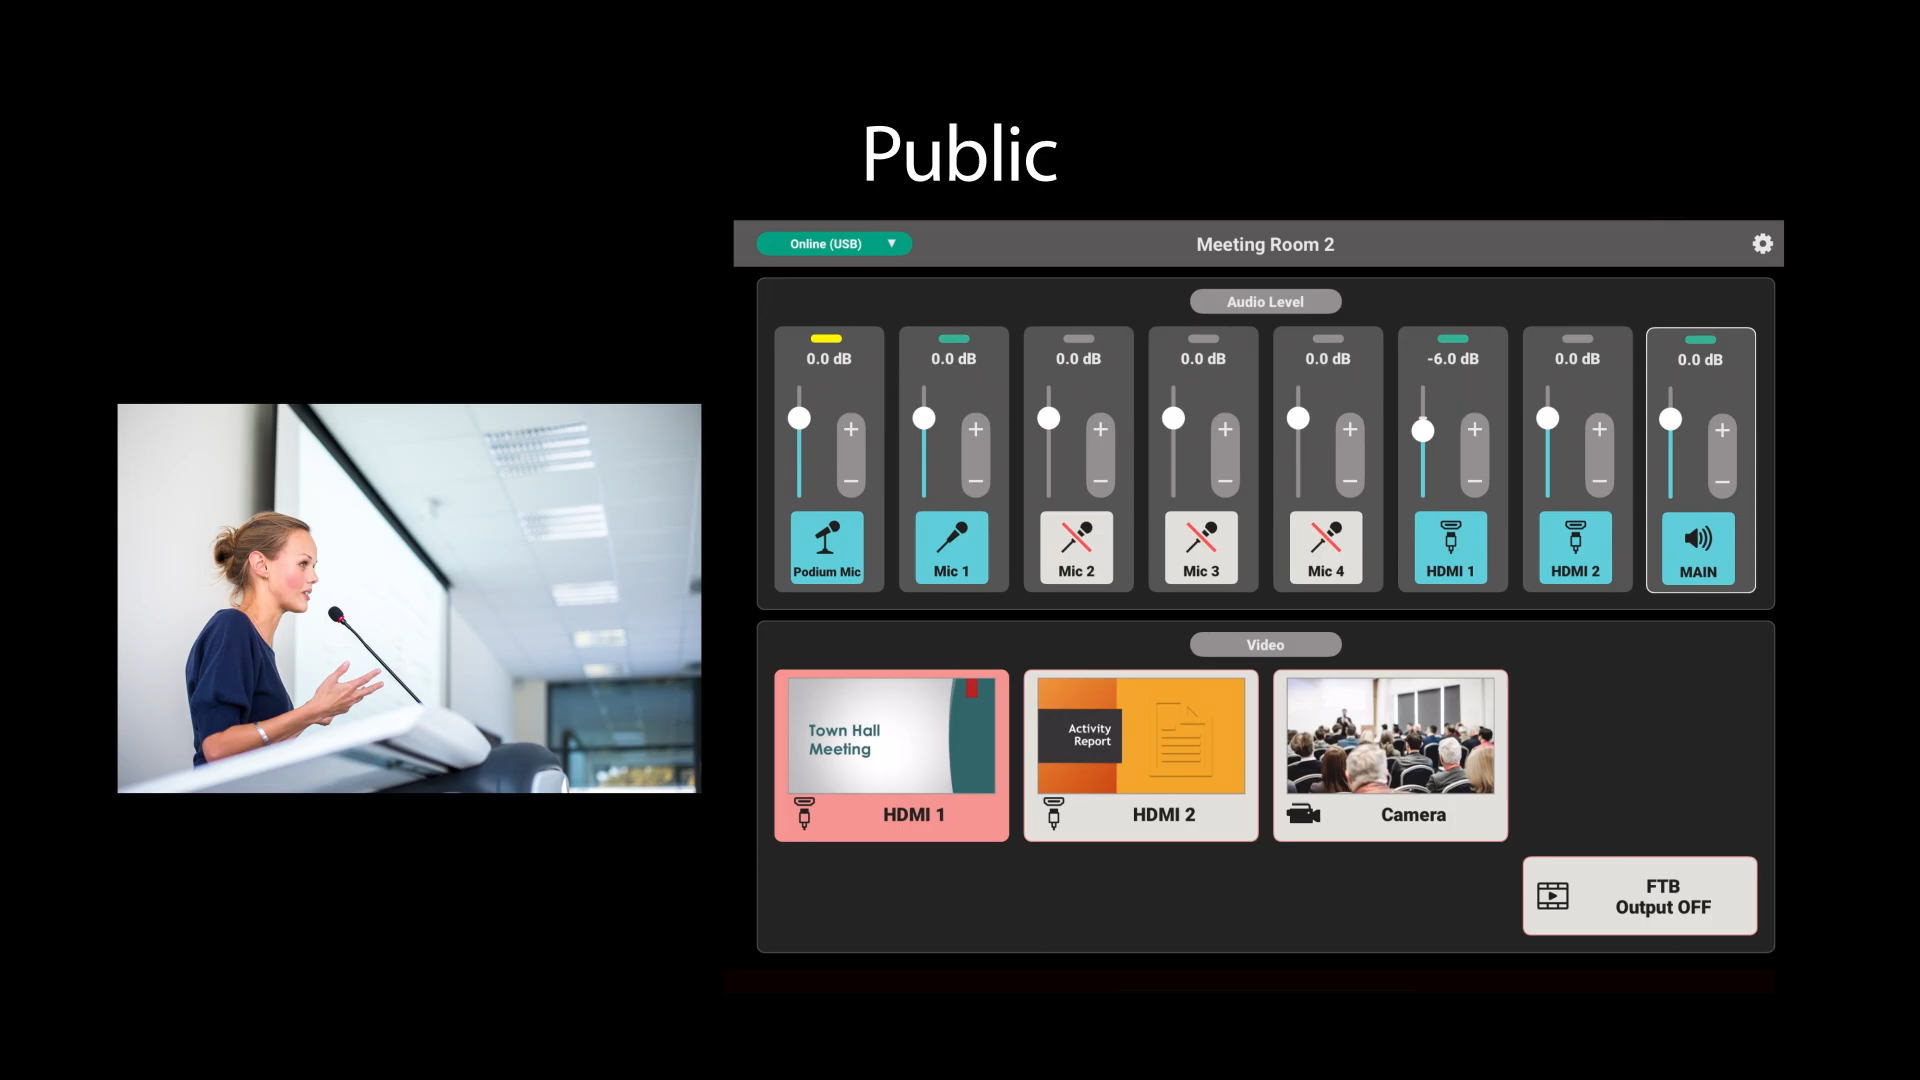 Public
Online (USB) ▼
Meeting Room 2
Audio Level
0.0 dB
0.0 dB
0.0 dB
0.0 dB
0.0 dB
-6.0 dB
0.0 dB
0.0 dB
+ + + + + + + +
− − − − − − − −
Podium Mic
Mic 1
Mic 2
Mic 3
Mic 4
HDMI 1
HDMI 2
MAIN
Video
Town Hall
Meeting
HDMI 1
Activity
Report
HDMI 2
Camera
FTB
Output OFF